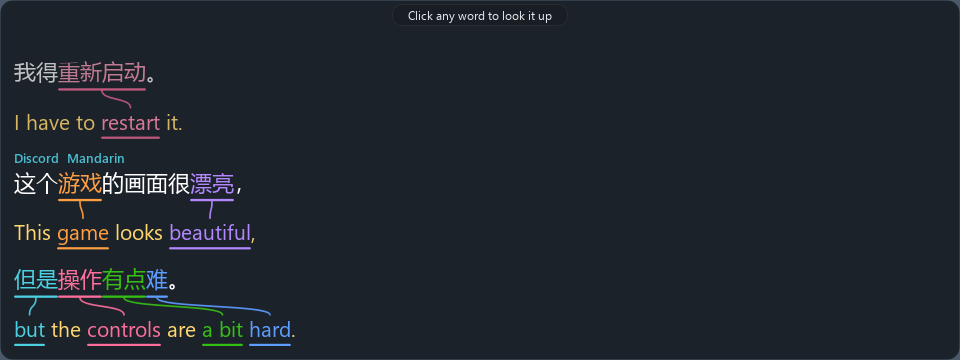 Click any word to look it up
我得重新启动。
I have to restart it.
Discord Mandarin
这个游戏的画面很漂亮，
This game looks beautiful,
但是操作有点难。
but the controls are a bit hard.